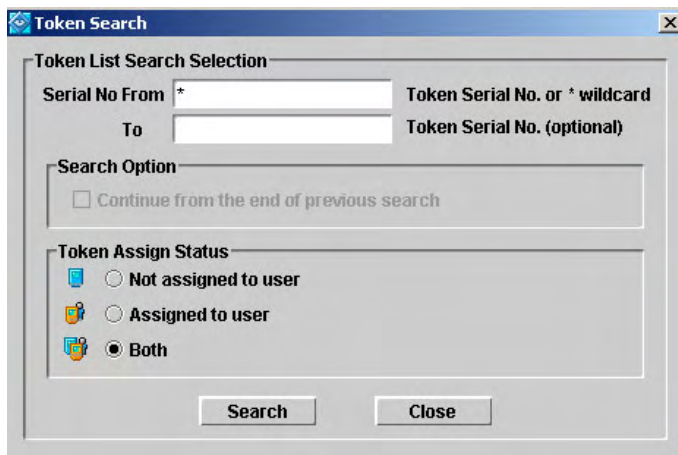 Token Search
Token List Search Selection
Serial No From * Token Serial No. or * wildcard
To Token Serial No. (optional)
Search Option
Continue from the end of previous search
Token Assign Status
Not assigned to user
Assigned to user
Both
Search Close